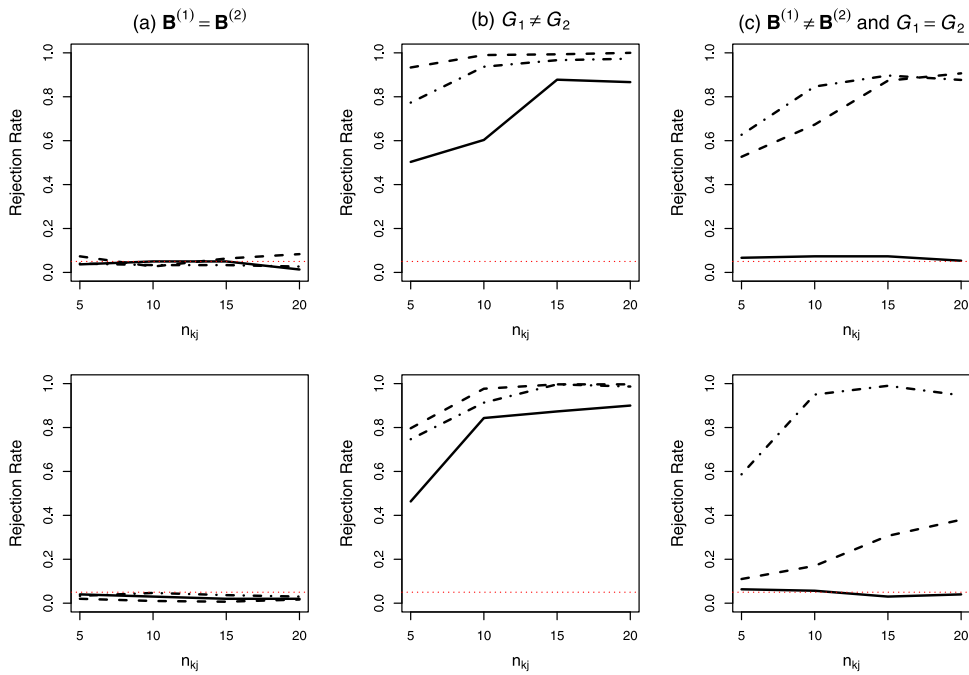 (a) B⁽¹⁾ = B⁽²⁾
(b) G₁ ≠ G₂
(c) B⁽¹⁾ ≠ B⁽²⁾ and G₁ = G₂
Rejection Rate
0.0 0.2 0.4 0.6 0.8 1.0
5 10 15 20
n_kj
Rejection Rate
0.0 0.2 0.4 0.6 0.8 1.0
5 10 15 20
n_kj
Rejection Rate
0.0 0.2 0.4 0.6 0.8 1.0
5 10 15 20
n_kj
Rejection Rate
0.0 0.2 0.4 0.6 0.8 1.0
5 10 15 20
n_kj
Rejection Rate
0.0 0.2 0.4 0.6 0.8 1.0
5 10 15 20
n_kj
Rejection Rate
0.0 0.2 0.4 0.6 0.8 1.0
5 10 15 20
n_kj